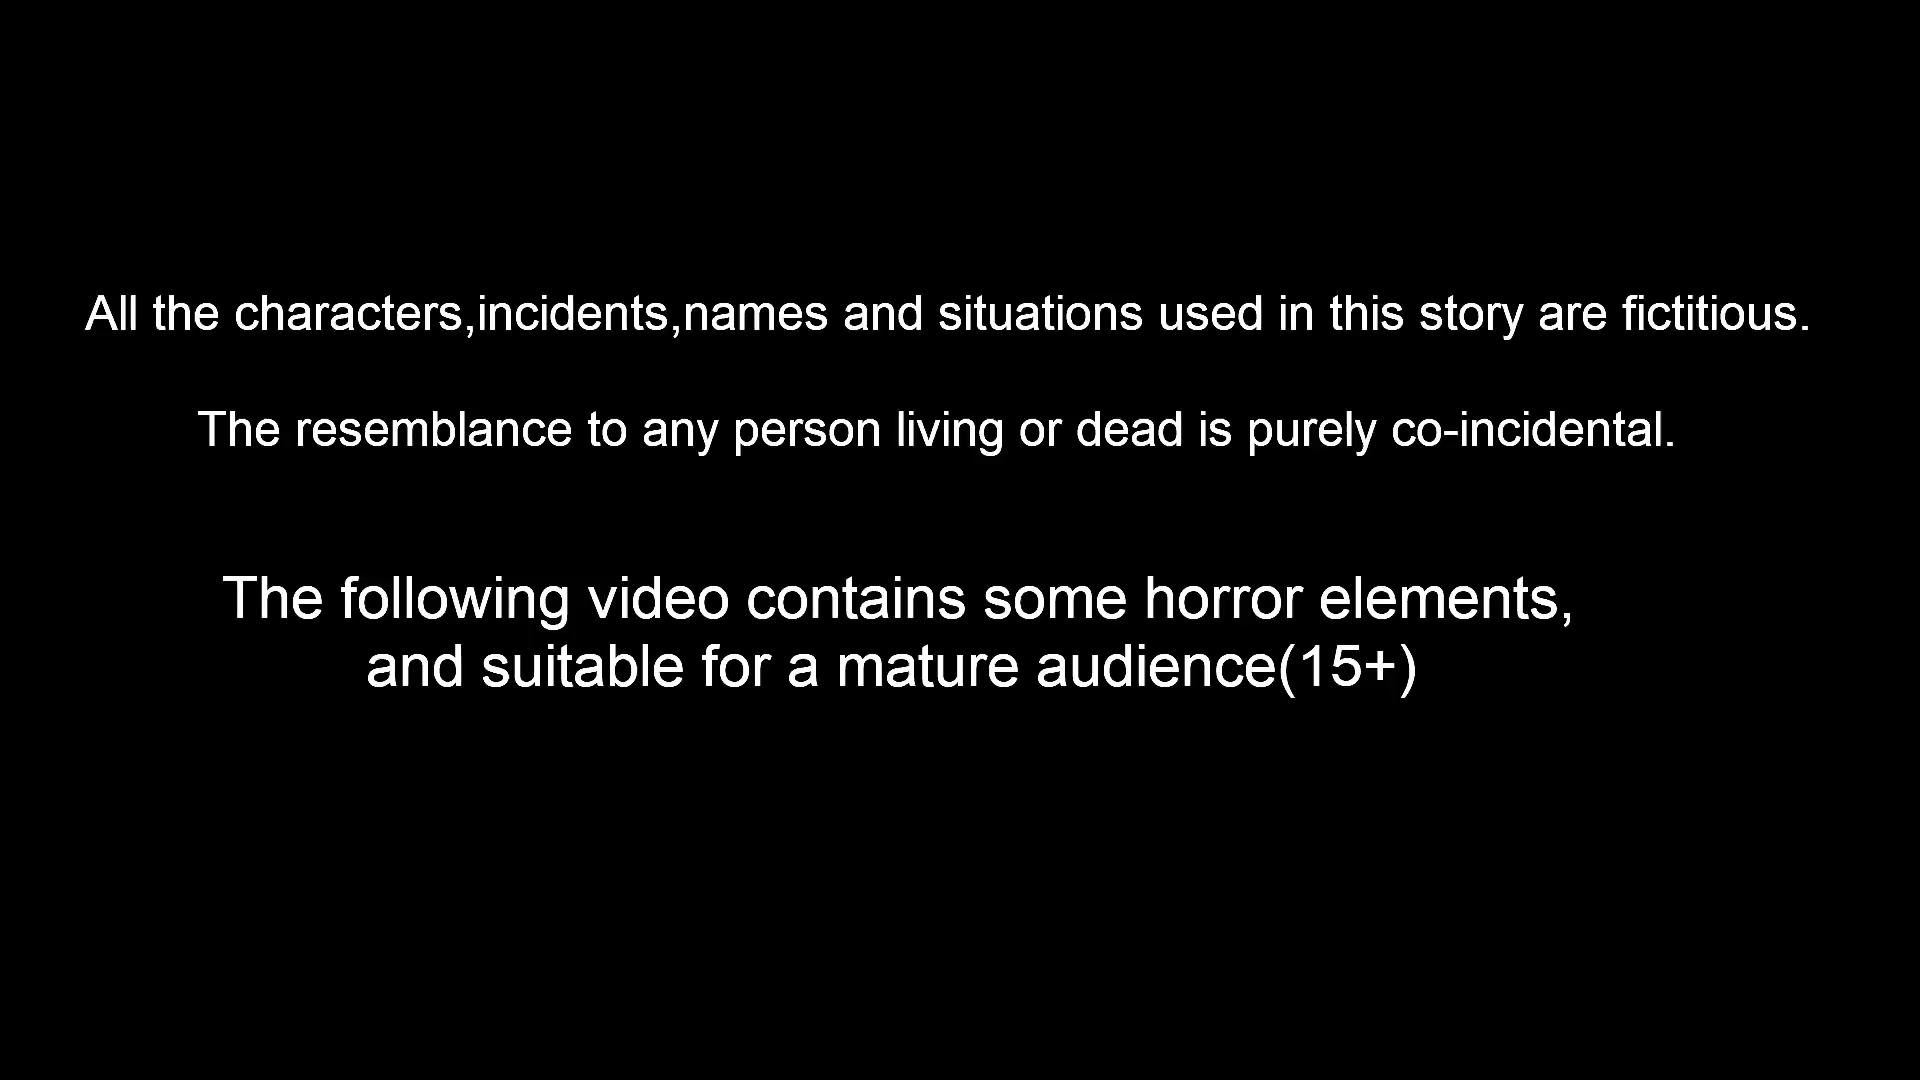 All the characters,incidents,names and situations used in this story are fictitious.
The resemblance to any person living or dead is purely co-incidental.
The following video contains some horror elements,
and suitable for a mature audience(15+)